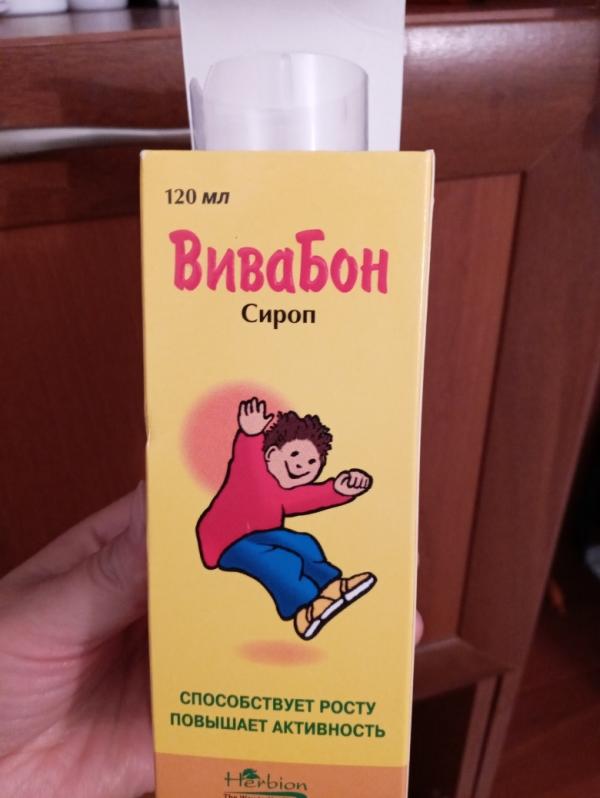 120 мл
ВиваБон
Сироп
СПОСОБСТВУЕТ РОСТУ
ПОВЫШАЕТ АКТИВНОСТЬ
Herbion